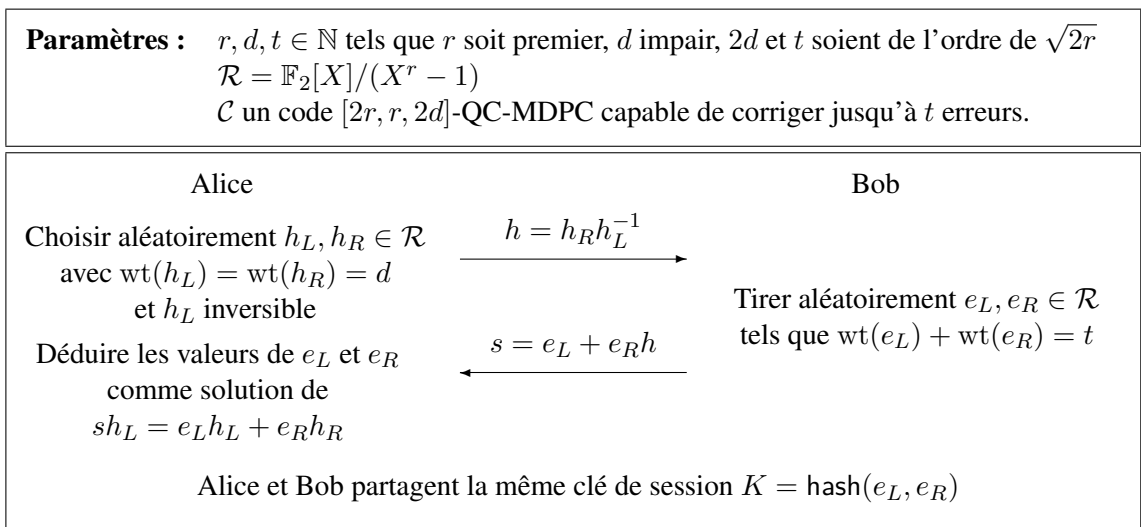 Paramètres : r, d, t ∈ ℕ tels que r soit premier, d impair, 2d et t soient de l'ordre de √2r
ℛ = 𝔽₂[X]/(Xʳ − 1)
𝒞 un code [2r, r, 2d]-QC-MDPC capable de corriger jusqu'à t erreurs.
Alice
Bob
Choisir aléatoirement h_L, h_R ∈ ℛ
avec wt(h_L) = wt(h_R) = d
et h_L inversible
h = h_R h_L^{-1}
Tirer aléatoirement e_L, e_R ∈ ℛ
tels que wt(e_L) + wt(e_R) = t
s = e_L + e_R h
Déduire les valeurs de e_L et e_R
comme solution de
sh_L = e_L h_L + e_R h_R
Alice et Bob partagent la même clé de session K = hash(e_L, e_R)